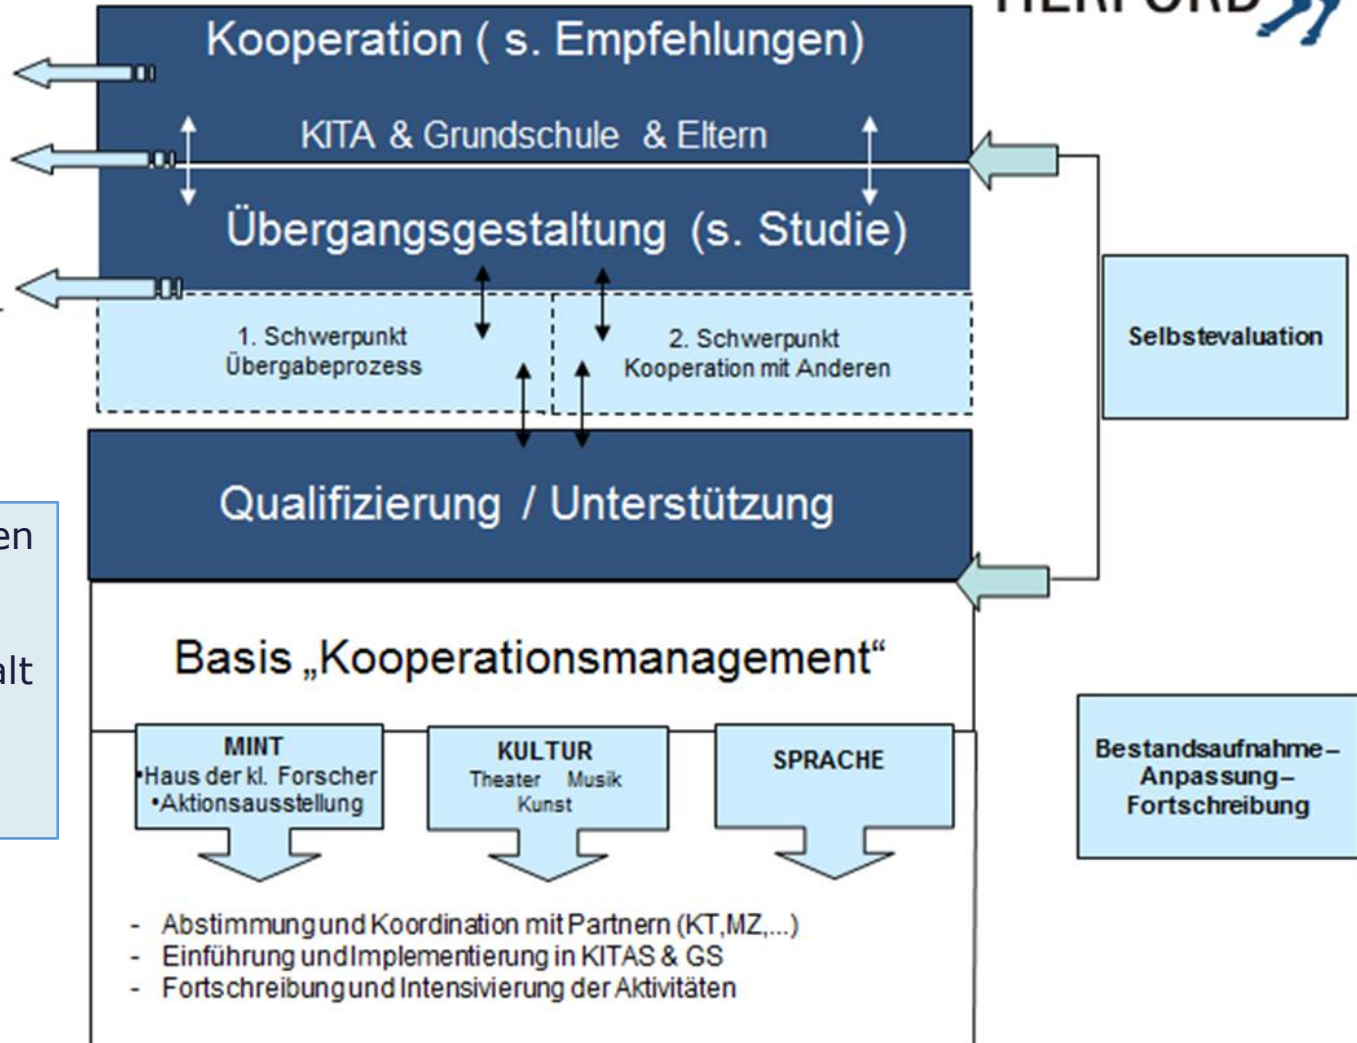 HERFORD
Kooperation ( s. Empfehlungen)
KITA & Grundschule & Eltern
Übergangsgestaltung (s. Studie)
1. Schwerpunkt
Übergabeprozess
2. Schwerpunkt
Kooperation mit Anderen
Selbstevaluation
Qualifizierung / Unterstützung
Basis „Kooperationsmanagement“
MINT
•Haus der kl. Forscher
•Aktionsausstellung
KULTUR
Theater Musik
Kunst
SPRACHE
Bestandsaufnahme–
Anpassung–
Fortschreibung
- Abstimmung und Koordination mit Partnern (KT,MZ,...)
- Einführung und Implementierung in KITAS & GS
- Fortschreibung und Intensivierung der Aktivitäten